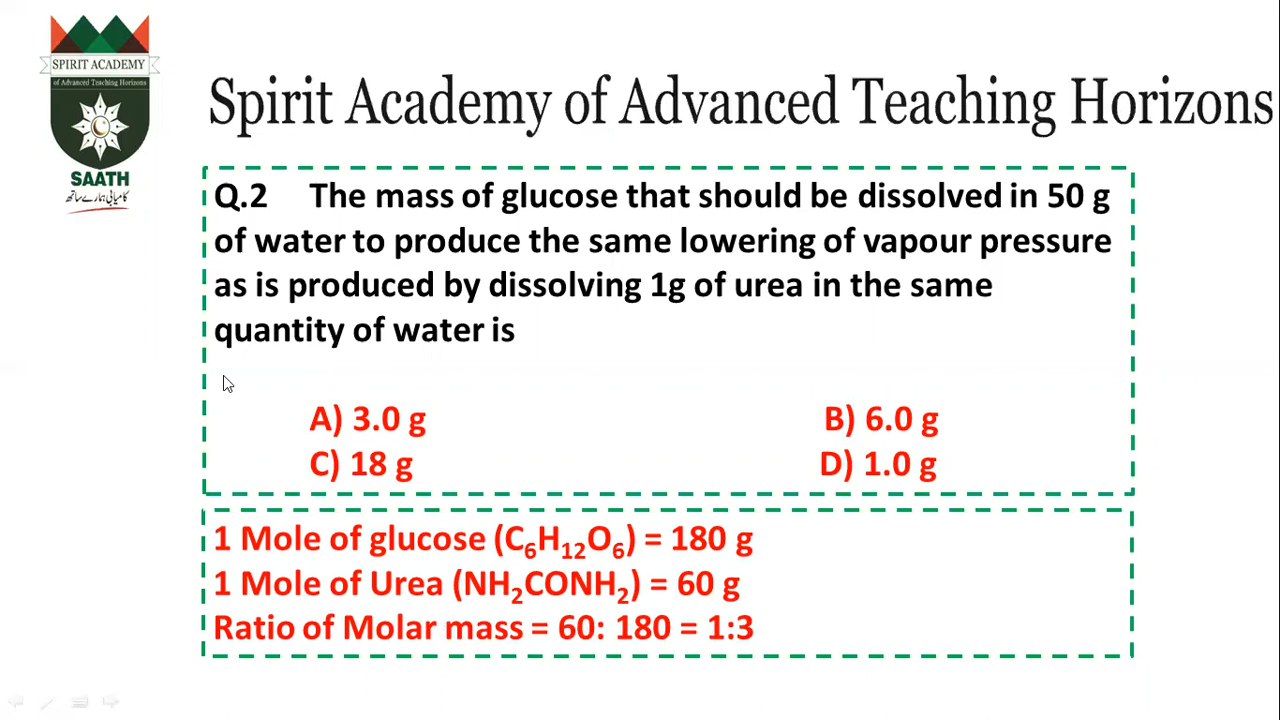 SPIRIT ACADEMY
of Advanced Teaching Horizons
SAATH
کامیابی ہمارے ساتھ
Spirit Academy of Advanced Teaching Horizons
Q.2 The mass of glucose that should be dissolved in 50 g
of water to produce the same lowering of vapour pressure
as is produced by dissolving 1g of urea in the same
quantity of water is
A) 3.0 g B) 6.0 g
C) 18 g D) 1.0 g
1 Mole of glucose (C₆H₁₂O₆) = 180 g
1 Mole of Urea (NH₂CONH₂) = 60 g
Ratio of Molar mass = 60: 180 = 1:3